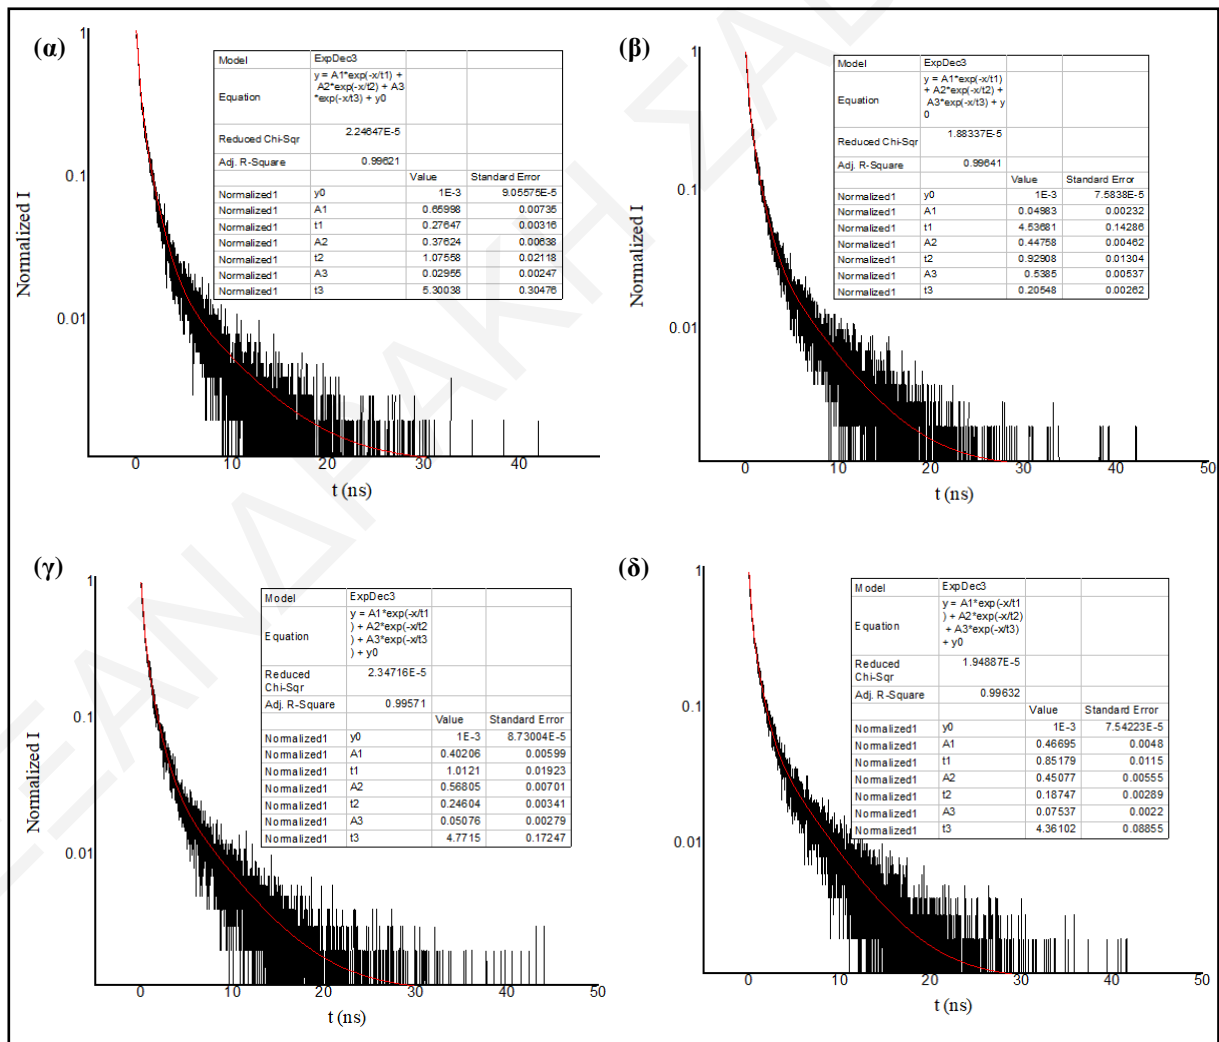 (α)
Normalized I
1
0.1
0.01
0 10 20 30 40
t (ns)
Model ExpDec3
Equation y = A1*exp(-x/t1) +
A2*exp(-x/t2) + A3
*exp(-x/t3) + y0
Reduced Chi-Sqr 2.24647E-5
Adj. R-Square 0.99621
Value Standard Error
Normalized1 y0 1E-3 9.05575E-5
Normalized1 A1 0.65998 0.00735
Normalized1 t1 0.27647 0.00316
Normalized1 A2 0.37624 0.00638
Normalized1 t2 1.07558 0.02118
Normalized1 A3 0.02955 0.00247
Normalized1 t3 5.30038 0.30476
(β)
Normalized I
1
0.1
0.01
0 10 20 30 40 50
t (ns)
Model ExpDec3
Equation y = A1*exp(-x/t1)
+ A2*exp(-x/t2) +
A3*exp(-x/t3) + y
0
Reduced Chi-Sqr 1.88337E-5
Adj. R-Square 0.99641
Value Standard Error
Normalized1 y0 1E-3 7.5838E-5
Normalized1 A1 0.04983 0.00232
Normalized1 t1 4.53681 0.14286
Normalized1 A2 0.44758 0.00462
Normalized1 t2 0.92908 0.01304
Normalized1 A3 0.5385 0.00537
Normalized1 t3 0.20548 0.00262
(γ)
Normalized I
1
0.1
0.01
0 10 20 30 40 50
t (ns)
Model ExpDec3
Equation y = A1*exp(-x/t1
) + A2*exp(-x/t2
) + A3*exp(-x/t3
) + y0
Reduced
Chi-Sqr 2.34716E-5
Adj. R-Square 0.99571
Value Standard Error
Normalized1 y0 1E-3 8.73004E-5
Normalized1 A1 0.40206 0.00599
Normalized1 t1 1.0121 0.01923
Normalized1 A2 0.56805 0.00701
Normalized1 t2 0.24604 0.00341
Normalized1 A3 0.05076 0.00279
Normalized1 t3 4.7715 0.17247
(δ)
1
0.1
0.01
0 10 20 30 40 50
t (ns)
Model ExpDec3
Equation y = A1*exp(-x/t1
) + A2*exp(-x/t2)
+ A3*exp(-x/t3)
+ y0
Reduced
Chi-Sqr 1.94887E-5
Adj. R-Square 0.99632
Value Standard Error
Normalized1 y0 1E-3 7.54223E-5
Normalized1 A1 0.46695 0.0048
Normalized1 t1 0.85179 0.0115
Normalized1 A2 0.45077 0.00555
Normalized1 t2 0.18747 0.00289
Normalized1 A3 0.07537 0.0022
Normalized1 t3 4.36102 0.08855